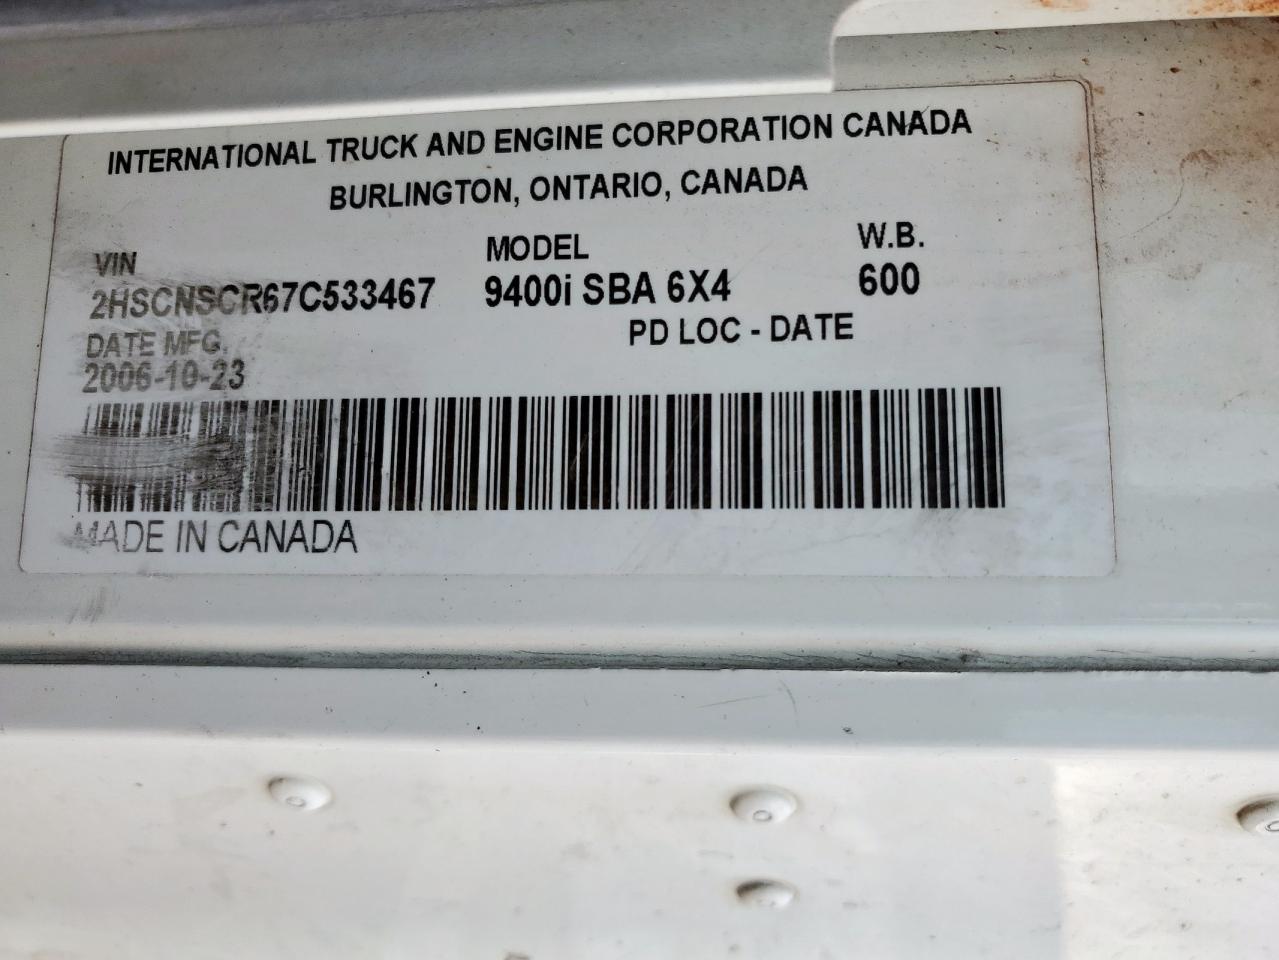 INTERNATIONAL TRUCK AND ENGINE CORPORATION CANADA
BURLINGTON, ONTARIO, CANADA
VIN MODEL W.B.
2HSCNSCR67C533467 9400i SBA 6X4 600
DATE MFG. PD LOC - DATE
2006-10-23
MADE IN CANADA